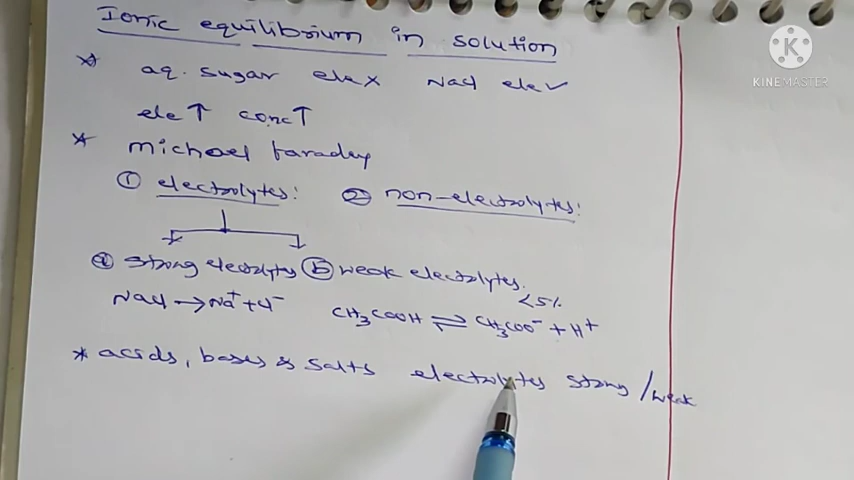 Ionic equilibrium in solution
* aq. sugar ele x NaCl ele ✓
ele ↑ conc ↑
* michael faraday
① electrolytes: ② non-electrolytes:
ⓐ strong electrolytes ⓑ weak electrolytes.
<5%
NaCl → Na⁺ + Cl⁻ CH₃COOH ⇌ CH₃COO⁻ + H⁺
* acids, bases & salts electrolytes strong / weak
K
KINEMASTER